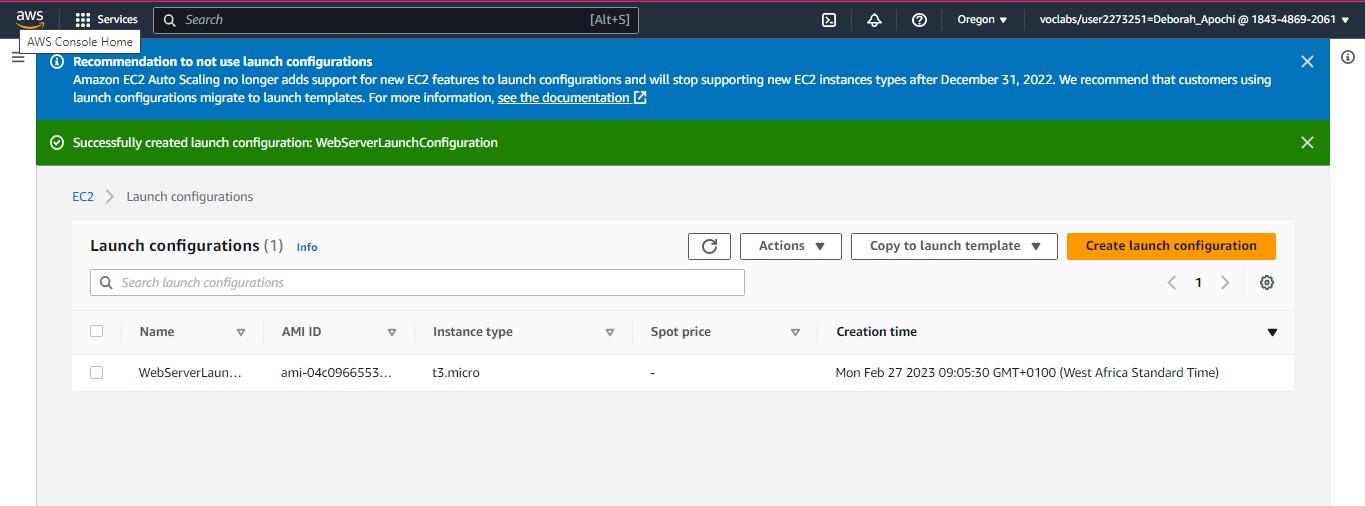 aws Services Search [Alt+S] Oregon voclabs/user2273251=Deborah_Apochi @ 1843-4869-2061
AWS Console Home
Recommendation to not use launch configurations
Amazon EC2 Auto Scaling no longer adds support for new EC2 features to launch configurations and will stop supporting new EC2 instances types after December 31, 2022. We recommend that customers using
launch configurations migrate to launch templates. For more information, see the documentation
Successfully created launch configuration: WebServerLaunchConfiguration
EC2 Launch configurations
Launch configurations (1) Info Actions Copy to launch template Create launch configuration
Search launch configurations 1
Name AMI ID Instance type Spot price Creation time
WebServerLaun... ami-04c0966553... t3.micro - Mon Feb 27 2023 09:05:30 GMT+0100 (West Africa Standard Time)